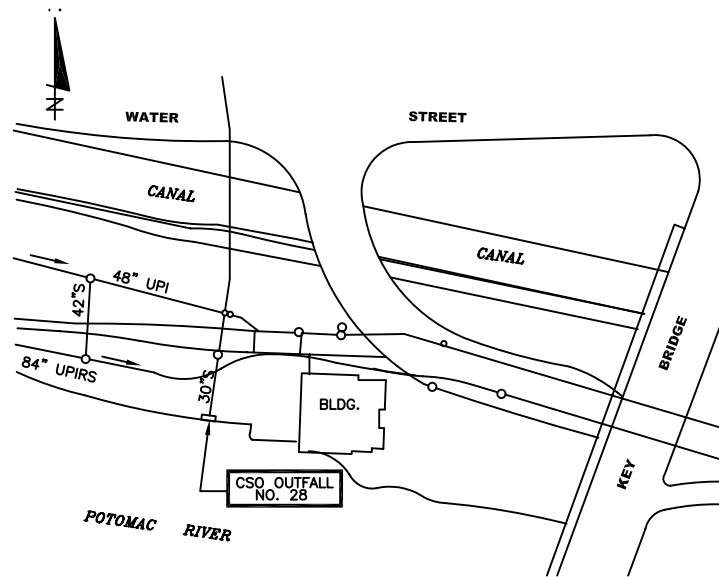 N
WATER
STREET
CANAL
CANAL
48" UPI
42"S
84" UPIRS
30"S
BLDG.
BRIDGE
KEY
CSO OUTFALL
NO. 28
POTOMAC RIVER